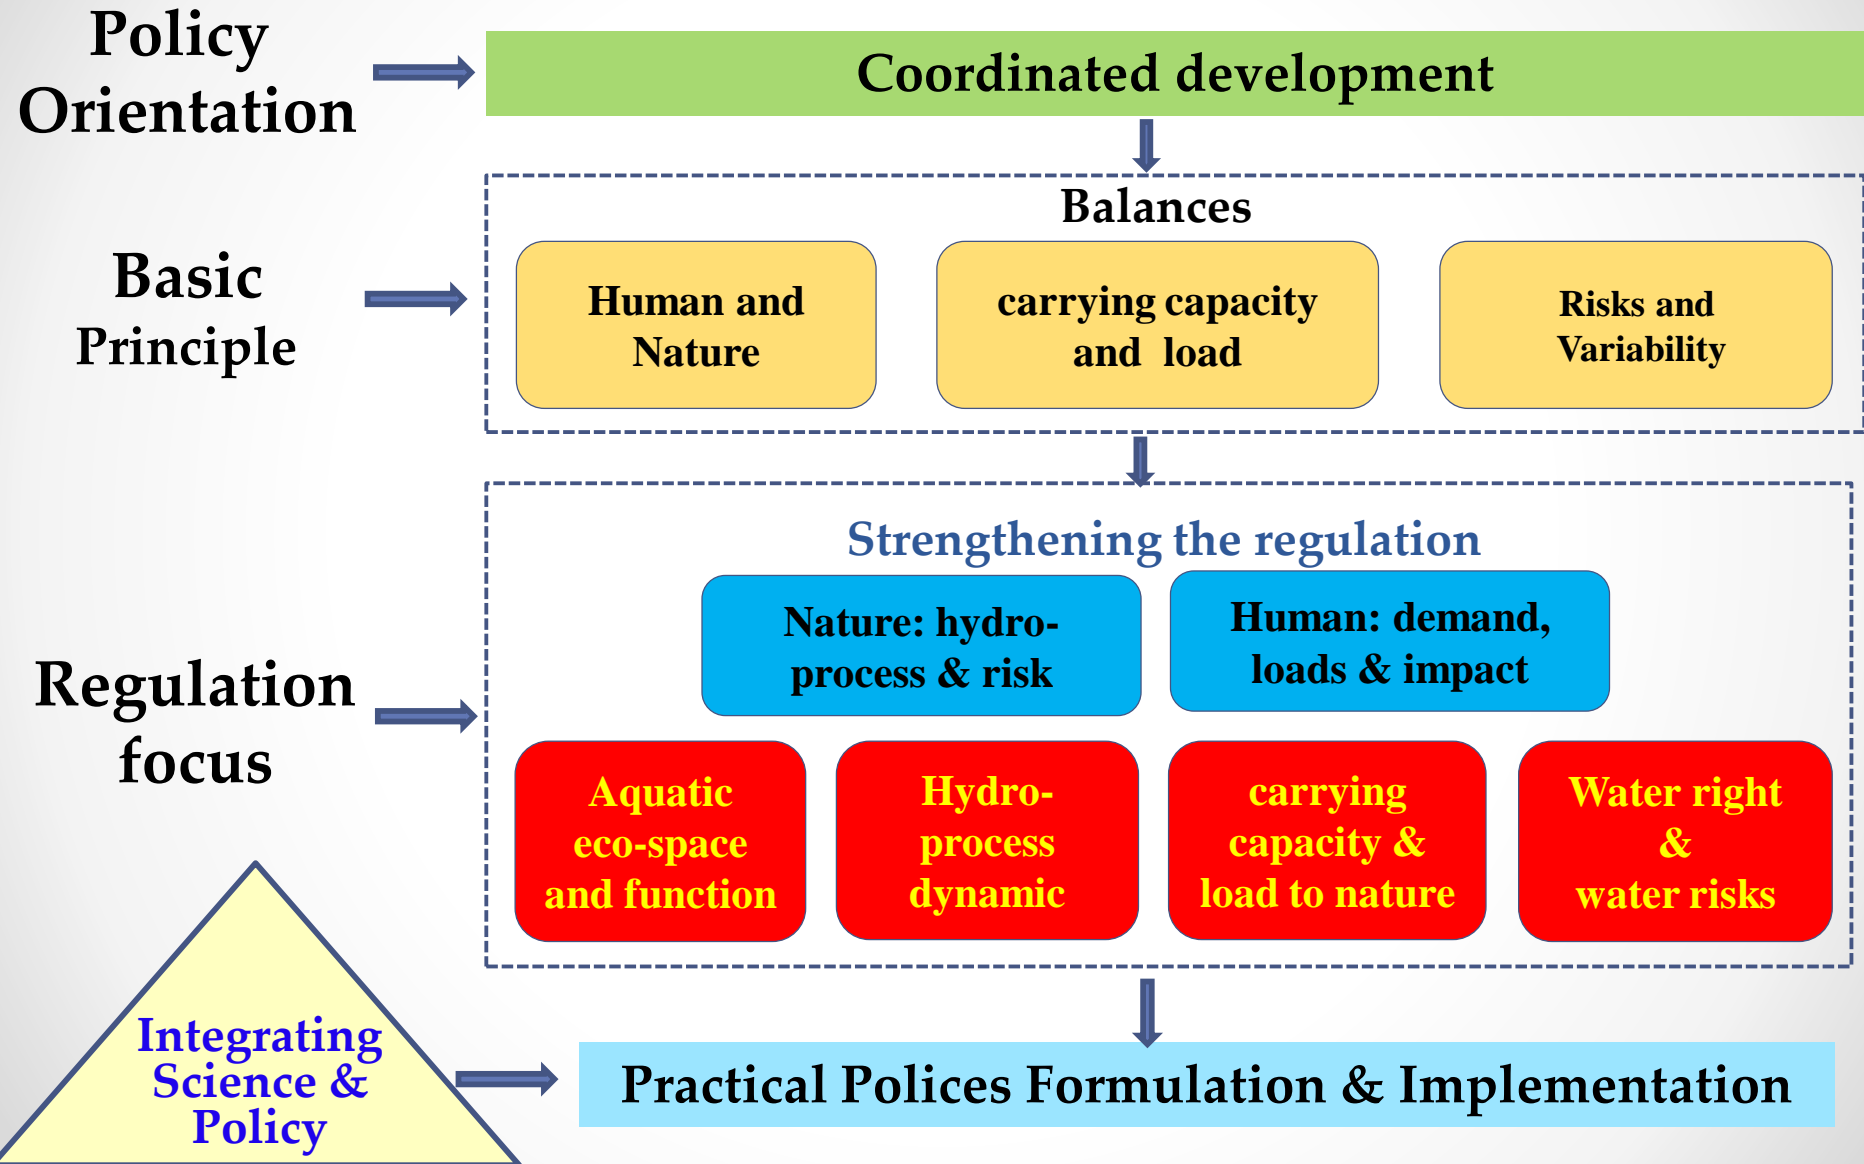 Policy
Orientation
Coordinated development
Balances
Basic
Principle
Human and
Nature
carrying capacity
and load
Risks and
Variability
Strengthening the regulation
Nature: hydro-
process & risk
Human: demand,
loads & impact
Regulation
focus
Aquatic
eco-space
and function
Hydro-
process
dynamic
carrying
capacity &
load to nature
Water right
&
water risks
Integrating
Science &
Policy
Practical Polices Formulation & Implementation